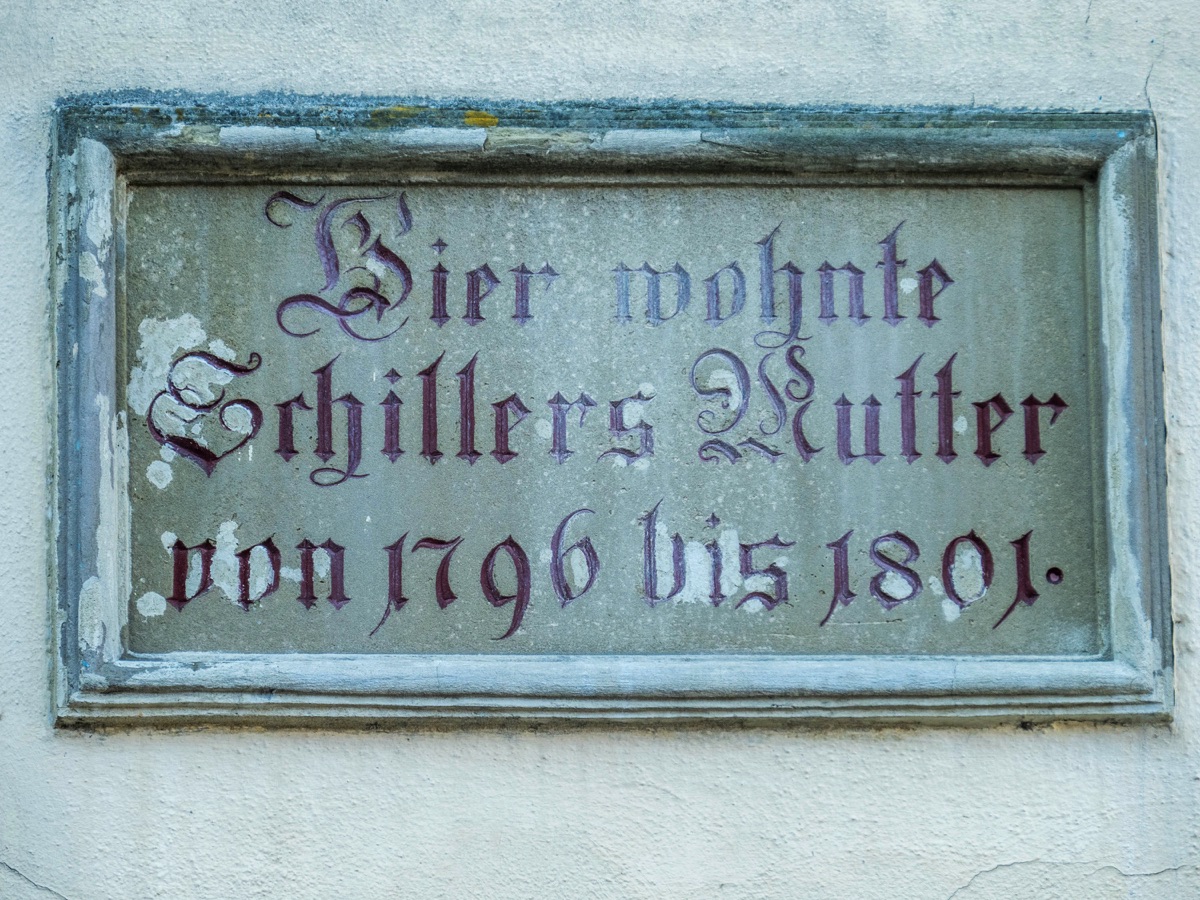 Hier wohnte
Schillers Mutter
von 1796 bis 1801.